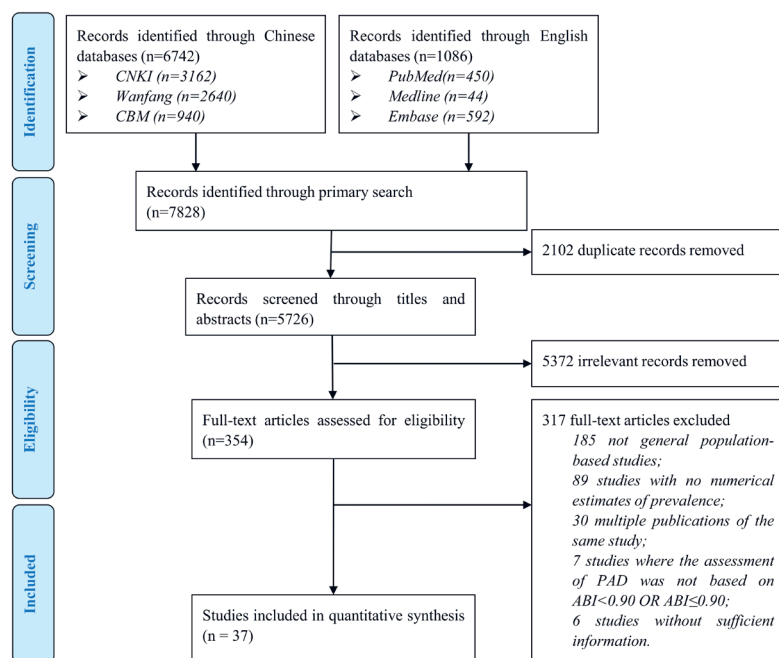 Identification
Records identified through Chinese
databases (n=6742)
➢ CNKI (n=3162)
➢ Wanfang (n=2640)
➢ CBM (n=940)
Records identified through English
databases (n=1086)
➢ PubMed(n=450)
➢ Medline (n=44)
➢ Embase (n=592)
Screening
Records identified through primary search
(n=7828)
2102 duplicate records removed
Records screened through titles and
abstracts (n=5726)
5372 irrelevant records removed
Eligibility
Full-text articles assessed for eligibility
(n=354)
317 full-text articles excluded
185 not general population-
based studies;
89 studies with no numerical
estimates of prevalence;
30 multiple publications of the
same study;
7 studies where the assessment
of PAD was not based on
ABI<0.90 OR ABI≤0.90;
6 studies without sufficient
information.
Included
Studies included in quantitative synthesis
(n = 37)